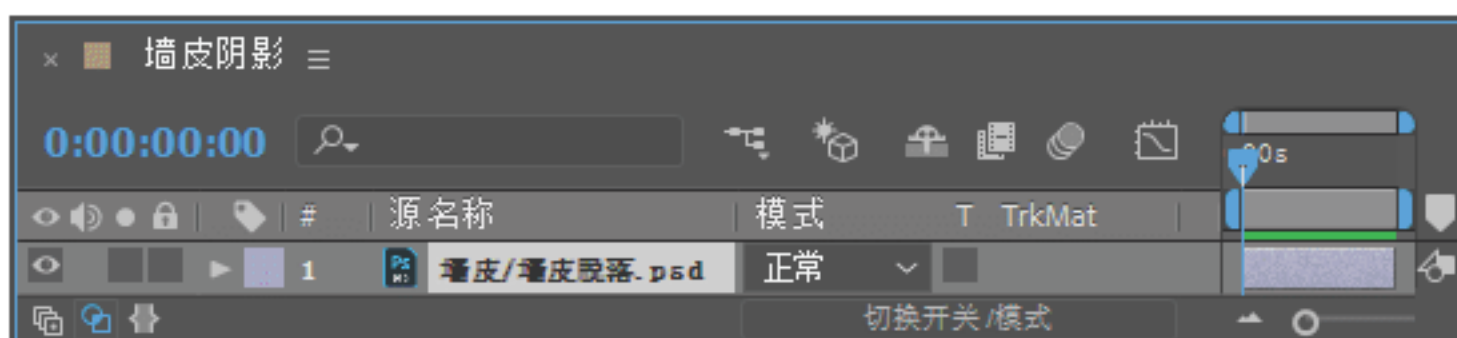 × 墙皮阴影 ≡
0:00:00:00
00s
# 源名称 模式 T TrkMat
1 墙皮/墙皮脱落.psd 正常
切换开关/模式